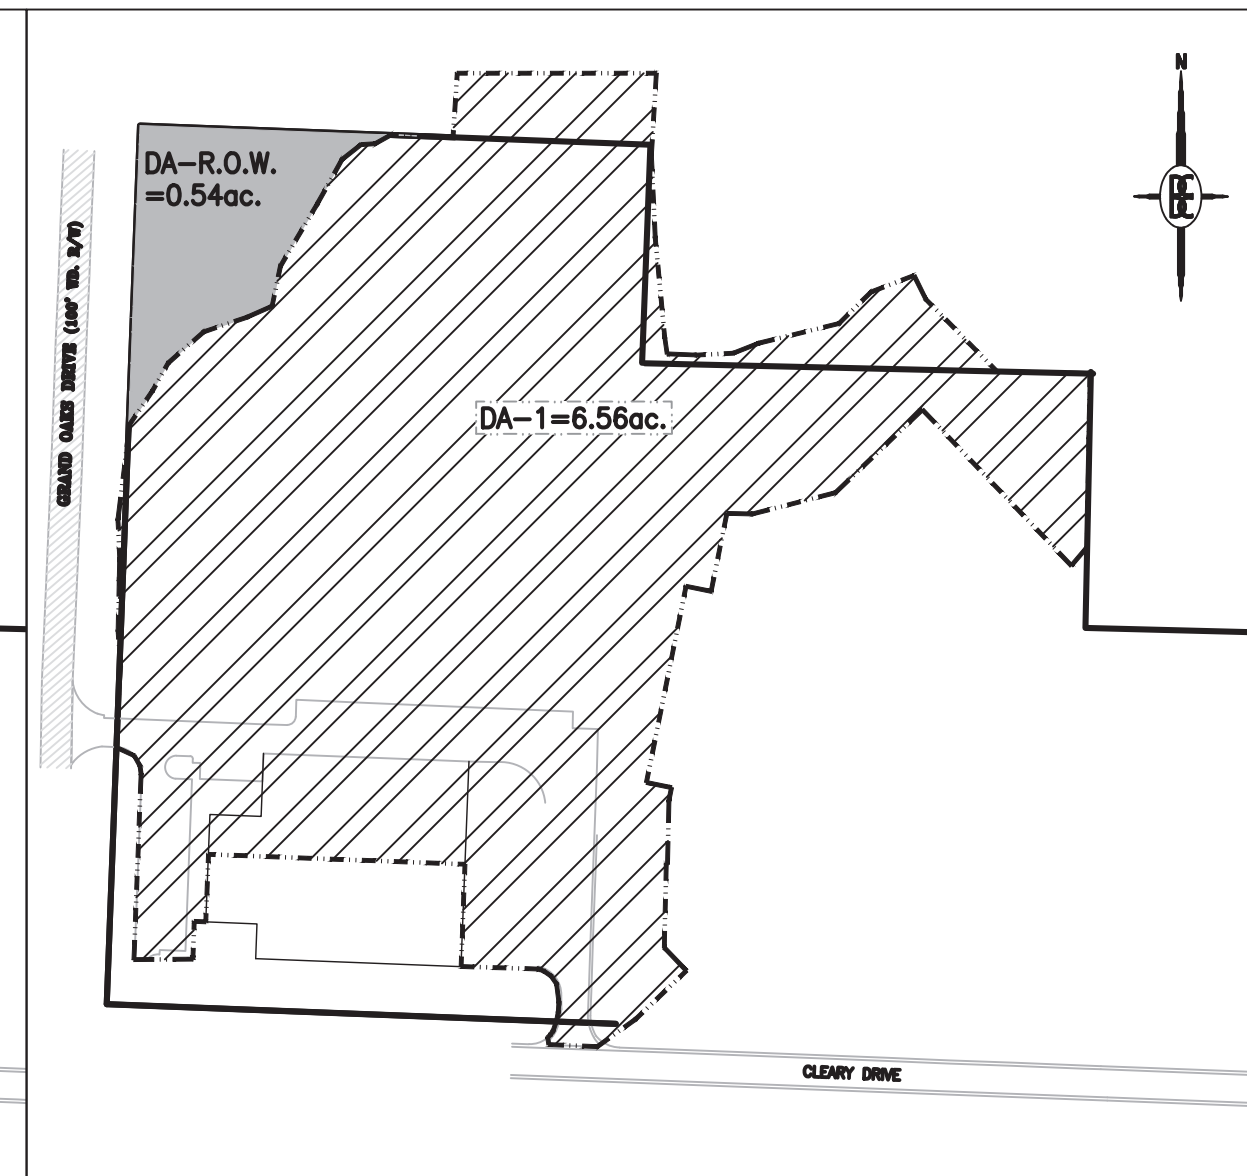 N
DA-R.O.W.
=0.54ac.
GRAND OAKS DRIVE (100' WD. R/W)
DA-1=6.56ac.
CLEARY DRIVE